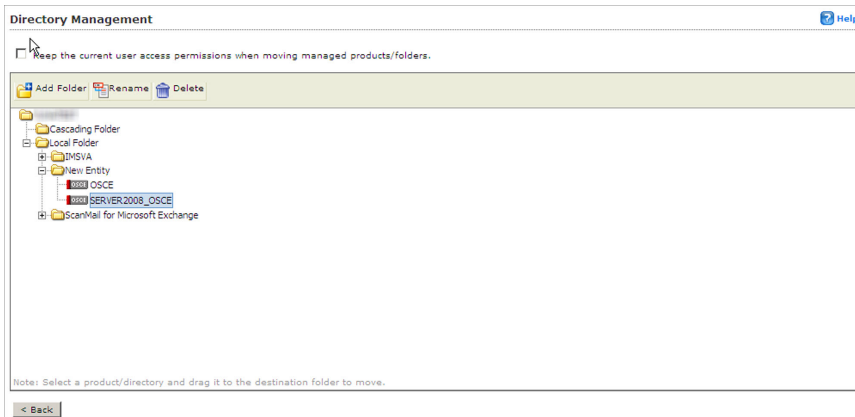 Directory Management
Help
Keep the current user access permissions when moving managed products/folders.
Add Folder Rename Delete
Cascading Folder
Local Folder
IMSVA
New Entity
OSCE OSCE
OSCE SERVER2008_OSCE
ScanMail for Microsoft Exchange
Note: Select a product/directory and drag it to the destination folder to move.
< Back